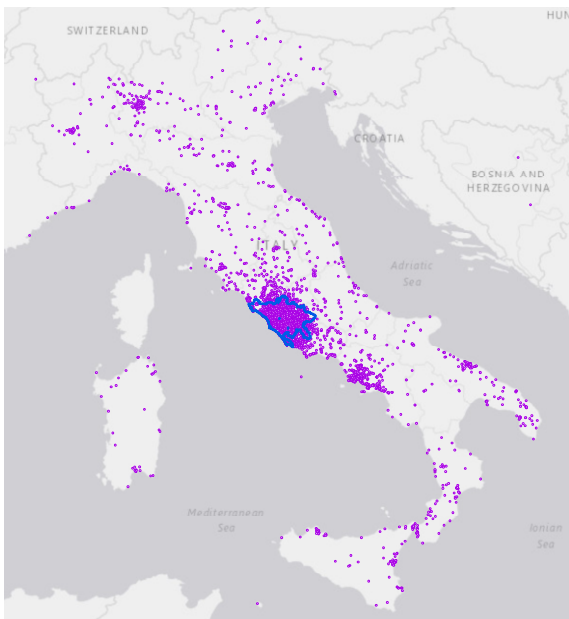 HUN
SWITZERLAND
CROATIA
BOSNIA AND
HERZEGOVINA
ITALY
Adriatic
Sea
Mediterranean
Sea
Ionian
Sea